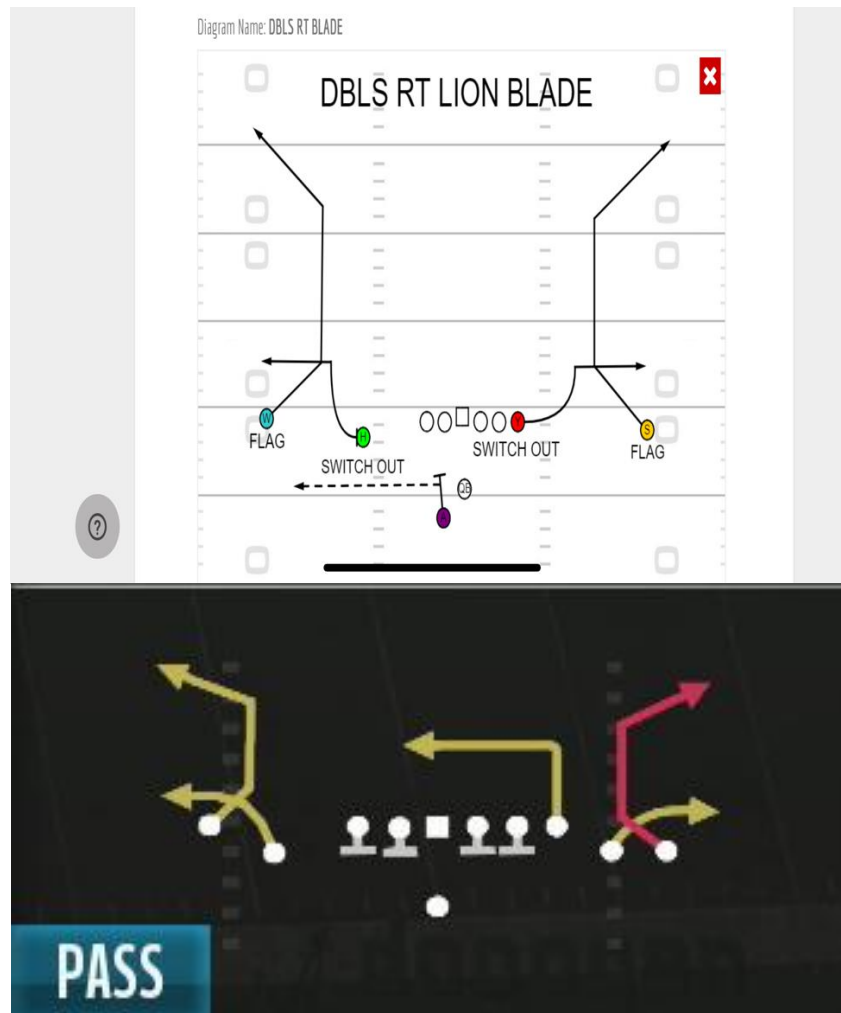 Diagram Name: DBLS RT BLADE
DBLS RT LION BLADE
W
H
Y
S
FLAG
SWITCH OUT
SWITCH OUT
FLAG
QB
?
PASS